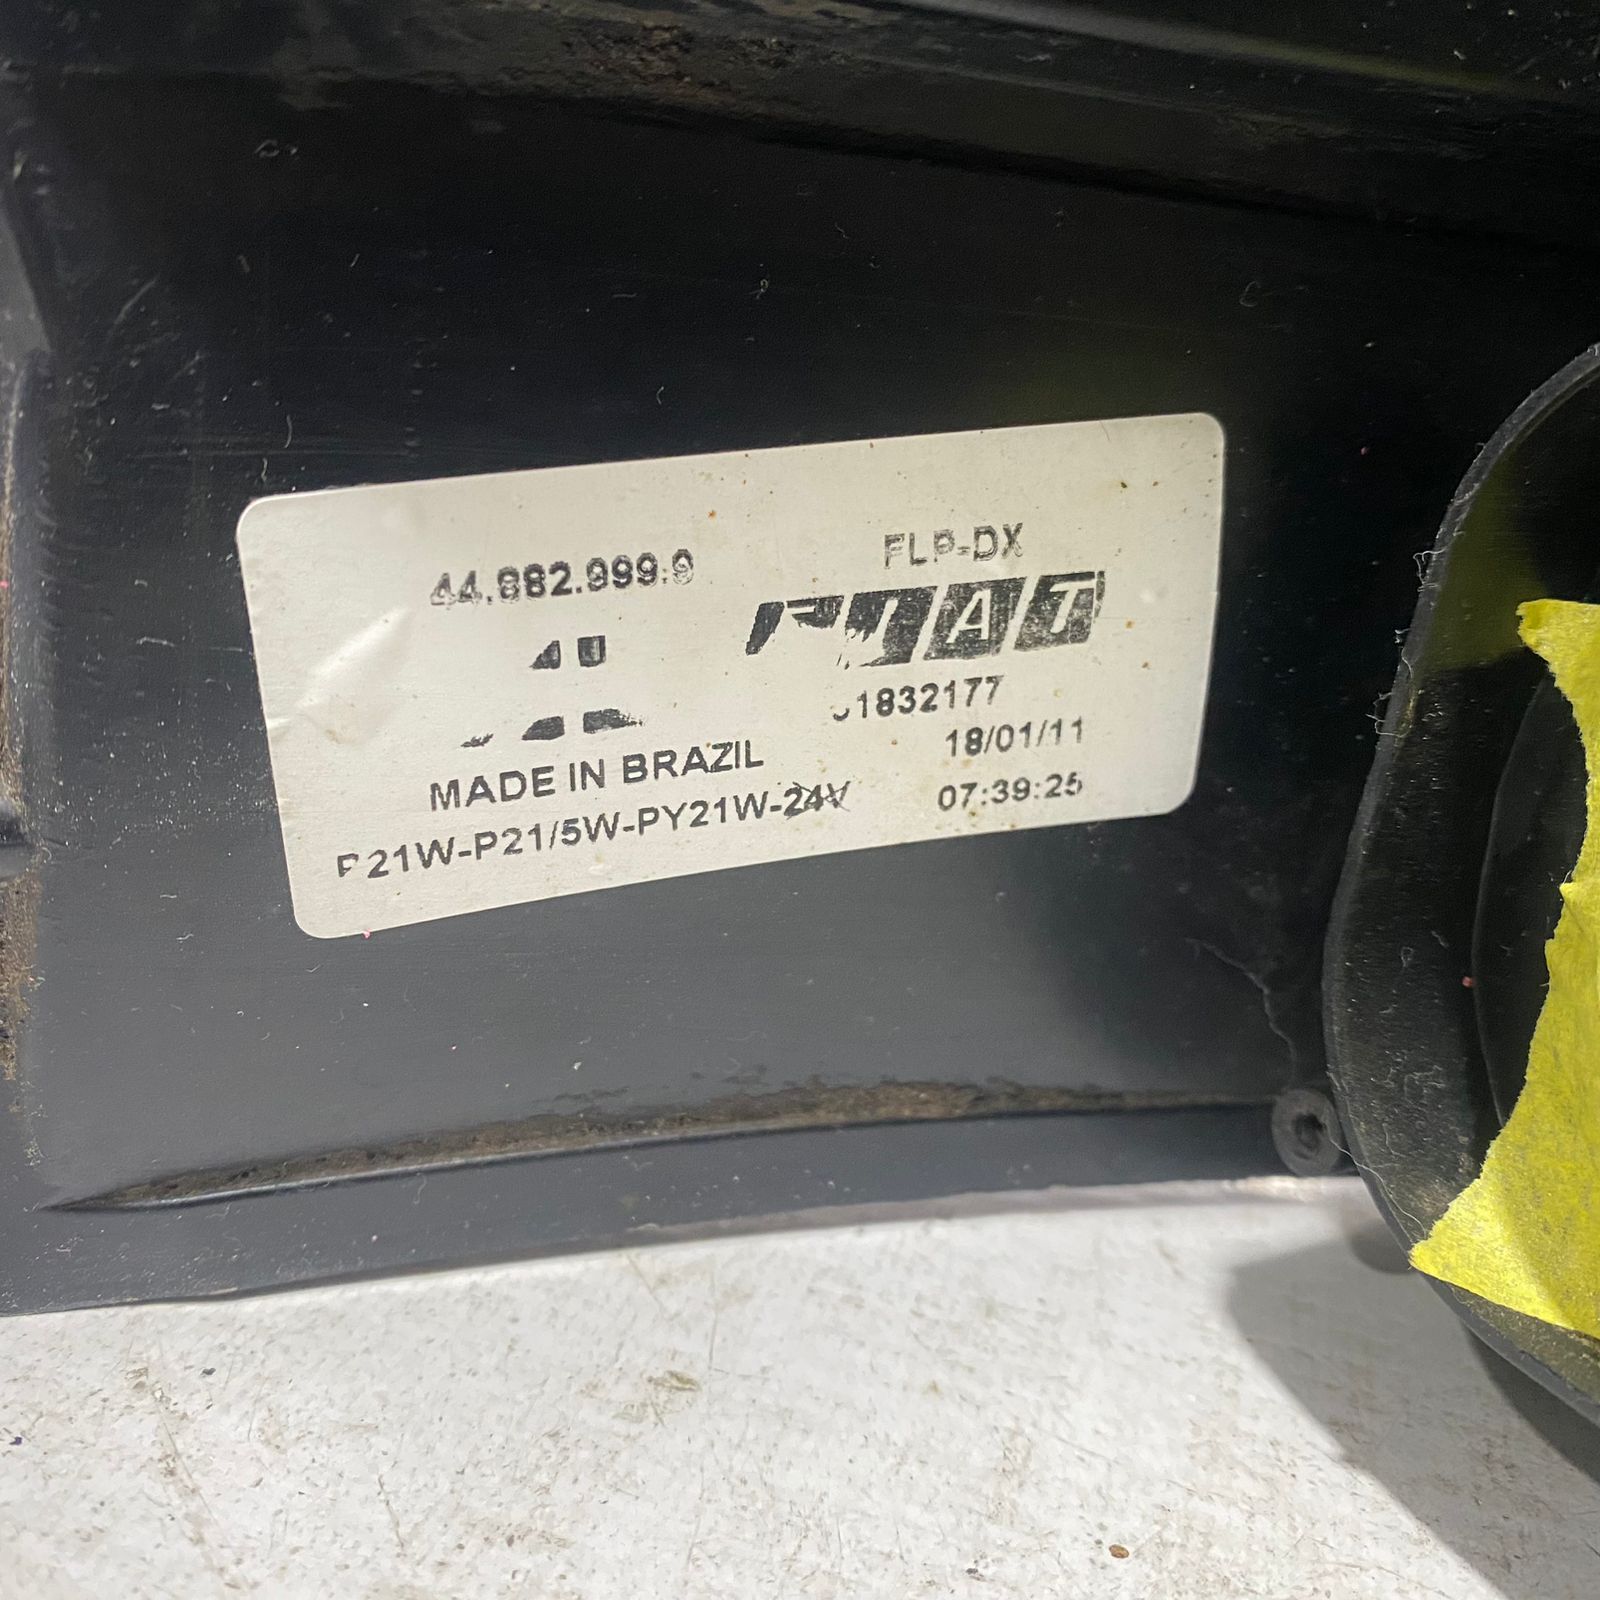 44.882.999.9
FLP-DX
FIAT
1832177
18/01/11
MADE IN BRAZIL
07:39:25
P21W-P21/5W-PY21W-24V